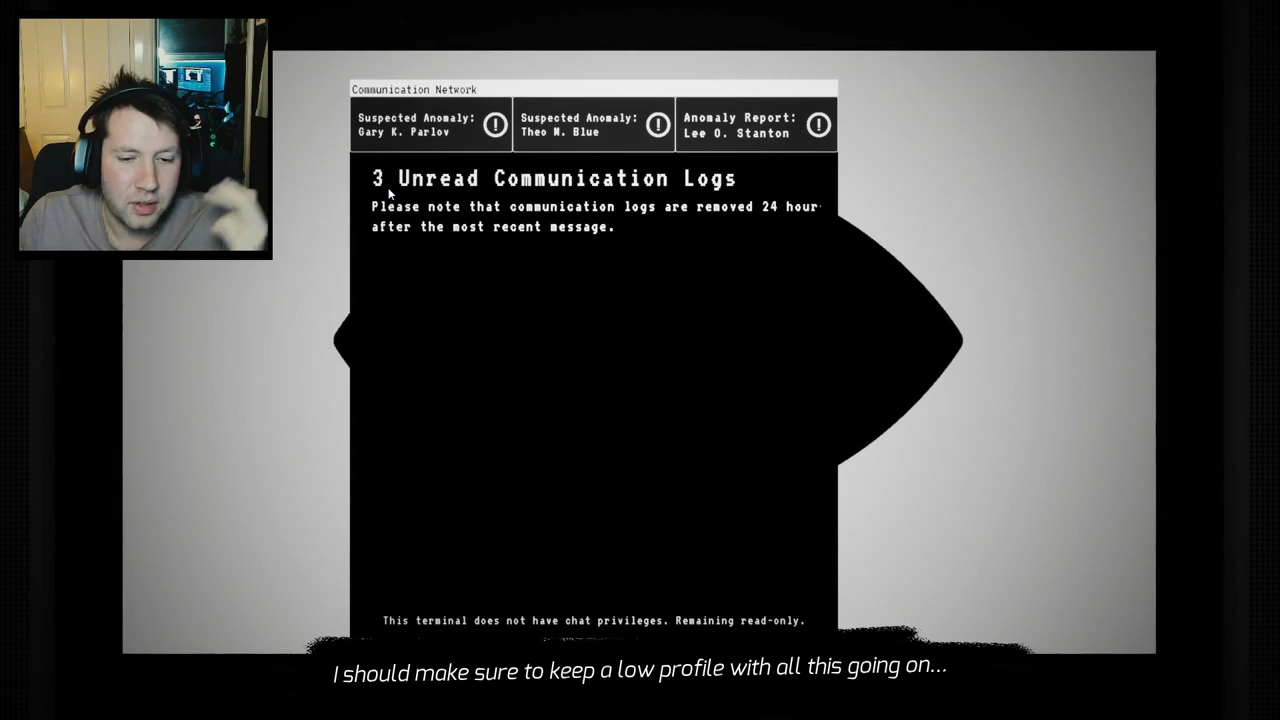 Communication Network
Suspected Anomaly:
Gary K. Parlov
Suspected Anomaly:
Theo M. Blue
Anomaly Report:
Lee O. Stanton
3 Unread Communication Logs
Please note that communication logs are removed 24 hour
after the most recent message.
This terminal does not have chat privileges. Remaining read-only.
I should make sure to keep a low profile with all this going on...